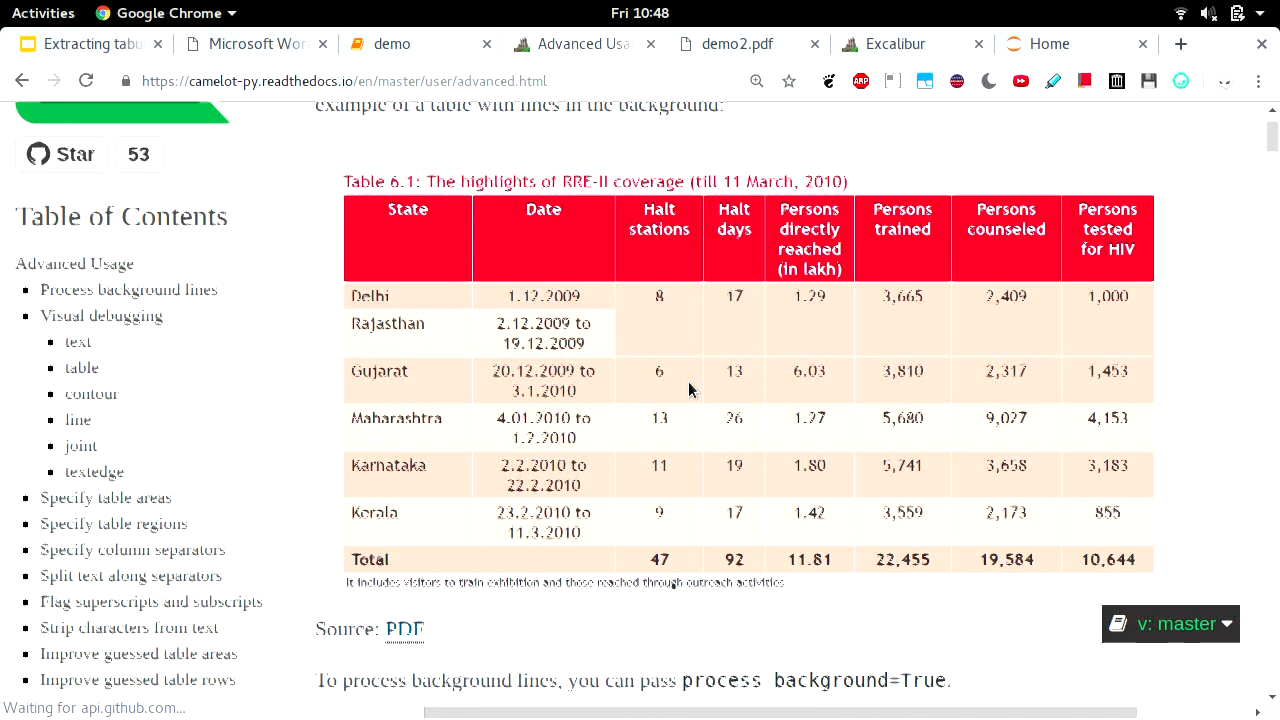 Activities Google Chrome Fri 10:48
Extracting tabu Microsoft Wor demo Advanced Usa demo2.pdf Excalibur Home
https://camelot-py.readthedocs.io/en/master/user/advanced.html
example of a table with lines in the background:
Star 53
Table of Contents
Advanced Usage
Process background lines
Visual debugging
text
table
contour
line
joint
textedge
Specify table areas
Specify table regions
Specify column separators
Split text along separators
Flag superscripts and subscripts
Strip characters from text
Improve guessed table areas
Improve guessed table rows
Table 6.1: The highlights of RRE-II coverage (till 11 March, 2010)
State Date Halt stations Halt days Persons directly reached (in lakh) Persons trained Persons counseled Persons tested for HIV
Delhi 1.12.2009 8 17 1.29 3,665 2,409 1,000
Rajasthan 2.12.2009 to
19.12.2009
Gujarat 20.12.2009 to 6 13 6.03 3,810 2,317 1,453
3.1.2010
Maharashtra 4.01.2010 to 13 26 1.27 5,680 9,027 4,153
1.2.2010
Karnataka 2.2.2010 to 11 19 1.80 5,741 3,658 3,183
22.2.2010
Kerala 23.2.2010 to 9 17 1.42 3,559 2,173 855
11.3.2010
Total 47 92 11.81 22,455 19,584 10,644
It includes visitors to train exhibition and those reached through outreach activities
Source: PDF
v: master
To process background lines, you can pass process background=True.
Waiting for api.github.com...